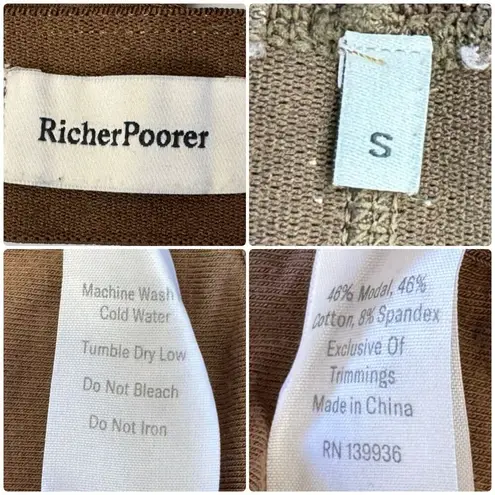 RicherPoorer
S
Machine Wash
Cold Water
Tumble Dry Low
Do Not Bleach
Do Not Iron
46% Modal, 46%
Cotton, 8% Spandex
Exclusive Of
Trimmings
Made in China
RN 139936